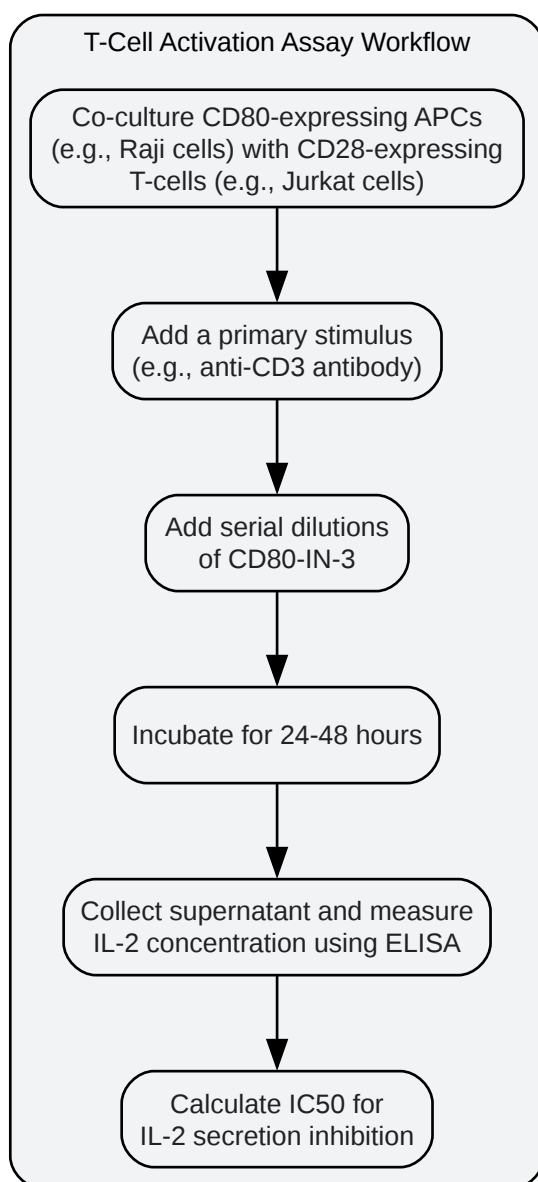 T-Cell Activation Assay Workflow
Co-culture CD80-expressing APCs
(e.g., Raji cells) with CD28-expressing
T-cells (e.g., Jurkat cells)
Add a primary stimulus
(e.g., anti-CD3 antibody)
Add serial dilutions
of CD80-IN-3
Incubate for 24-48 hours
Collect supernatant and measure
IL-2 concentration using ELISA
Calculate IC50 for
IL-2 secretion inhibition